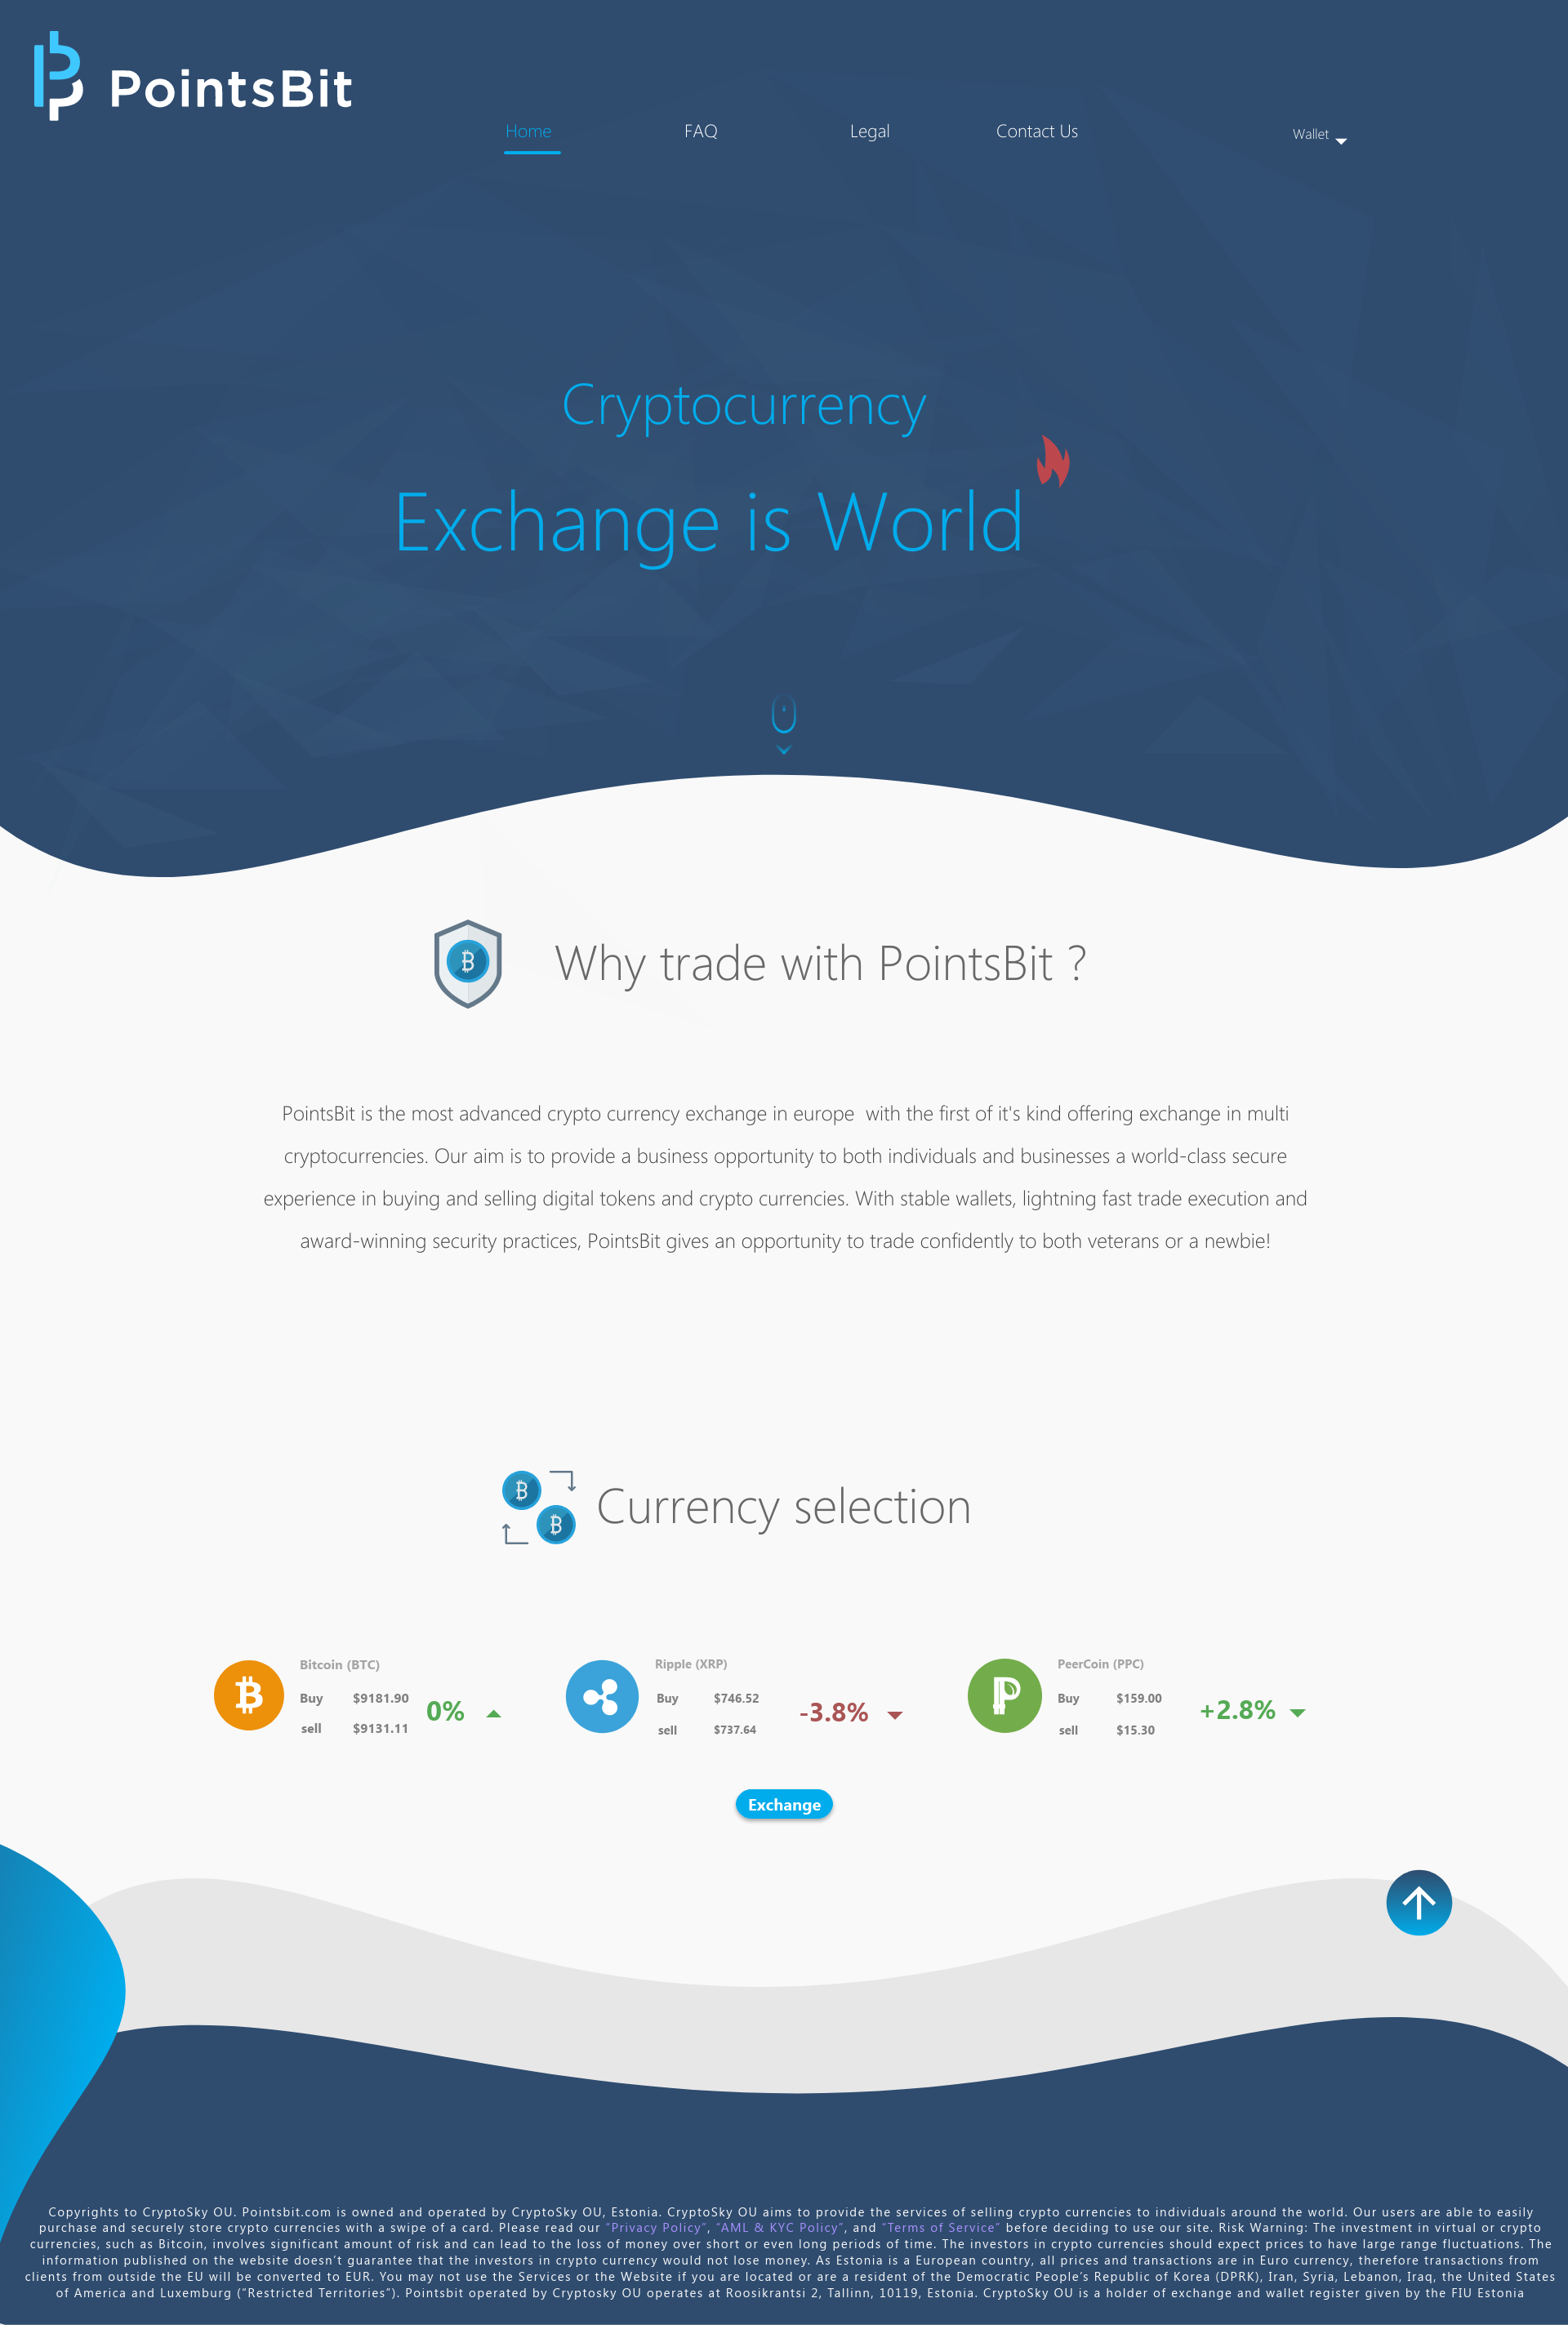 PointsBit
Home FAQ Legal Contact Us Wallet
Cryptocurrency
Exchange is World
Why trade with PointsBit ?
PointsBit is the most advanced crypto currency exchange in europe  with the first of it's kind offering exchange in multi
cryptocurrencies. Our aim is to provide a business opportunity to both individuals and businesses a world-class secure
experience in buying and selling digital tokens and crypto currencies. With stable wallets, lightning fast trade execution and
award-winning security practices, PointsBit gives an opportunity to trade confidently to both veterans or a newbie!
Currency selection
Bitcoin (BTC)
Buy $9181.90
sell $9131.11
0%
Ripple (XRP)
Buy $746.52
sell $737.64
-3.8%
PeerCoin (PPC)
Buy $159.00
sell $15.30
+2.8%
Exchange
Copyrights to CryptoSky OU. Pointsbit.com is owned and operated by CryptoSky OU, Estonia. CryptoSky OU aims to provide the services of selling crypto currencies to individuals around the world. Our users are able to easily
purchase and securely store crypto currencies with a swipe of a card. Please read our “Privacy Policy”, “AML & KYC Policy”, and “Terms of Service” before deciding to use our site. Risk Warning: The investment in virtual or crypto
currencies, such as Bitcoin, involves significant amount of risk and can lead to the loss of money over short or even long periods of time. The investors in crypto currencies should expect prices to have large range fluctuations. The
information published on the website doesn’t guarantee that the investors in crypto currency would not lose money. As Estonia is a European country, all prices and transactions are in Euro currency, therefore transactions from
clients from outside the EU will be converted to EUR. You may not use the Services or the Website if you are located or are a resident of the Democratic People’s Republic of Korea (DPRK), Iran, Syria, Lebanon, Iraq, the United States
of America and Luxemburg (“Restricted Territories”). Pointsbit operated by Cryptosky OU operates at Roosikrantsi 2, Tallinn, 10119, Estonia. CryptoSky OU is a holder of exchange and wallet register given by the FIU Estonia